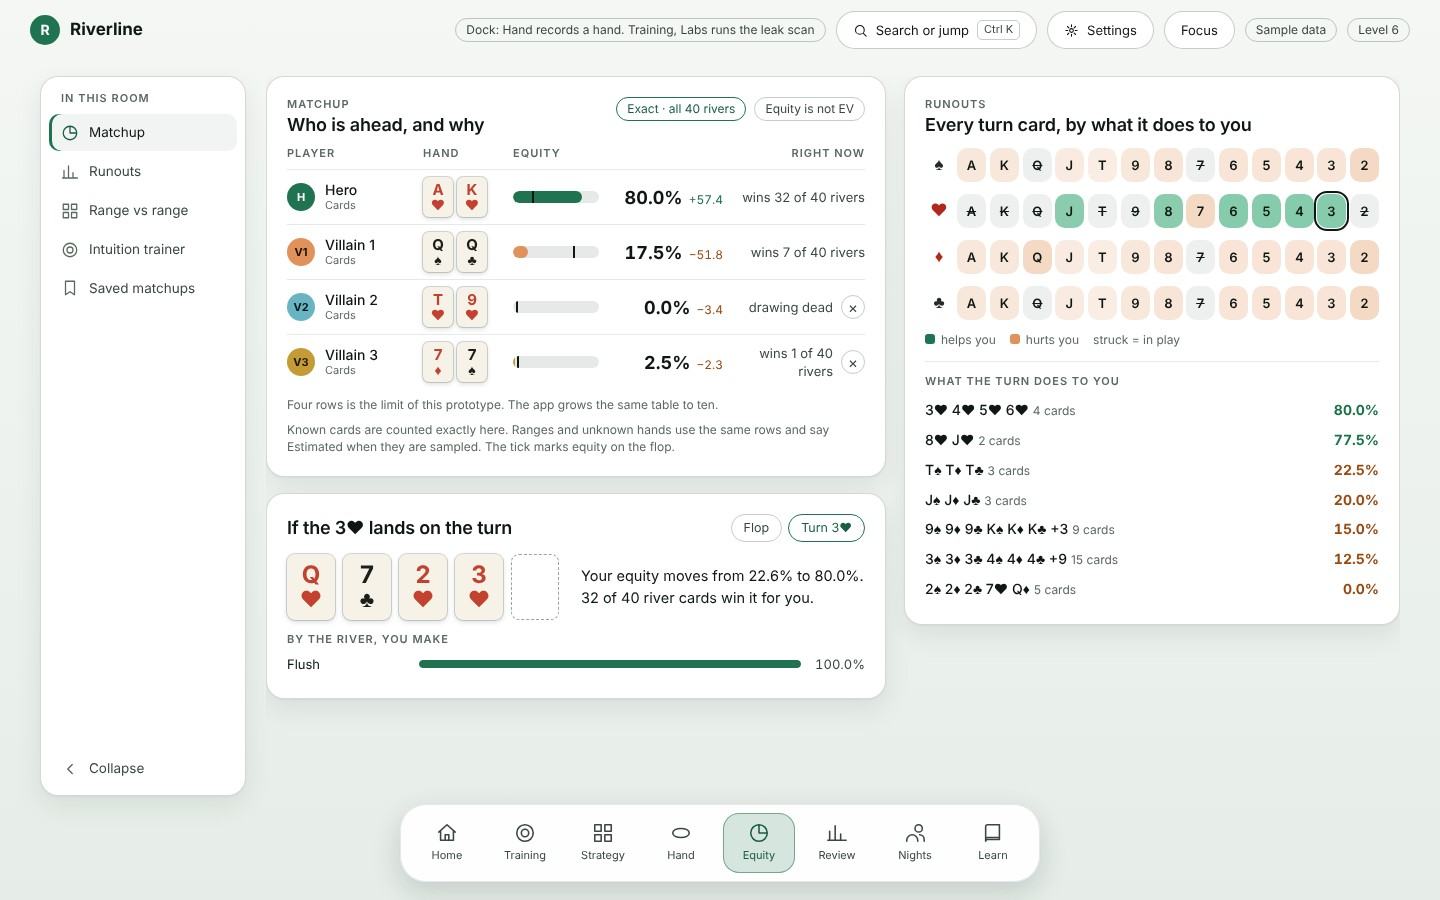 R Riverline
Dock: Hand records a hand. Training, Labs runs the leak scan
Search or jump Ctrl K
Settings
Focus
Sample data
Level 6
IN THIS ROOM
Matchup
Runouts
Range vs range
Intuition trainer
Saved matchups
Collapse
MATCHUP
Who is ahead, and why
Exact · all 40 rivers
Equity is not EV
PLAYER HAND EQUITY RIGHT NOW
H Hero A K 80.0% +57.4 wins 32 of 40 rivers
Cards ♥ ♥
V1 Villain 1 Q Q 17.5% −51.8 wins 7 of 40 rivers
Cards ♠ ♣
V2 Villain 2 T 9 0.0% −3.4 drawing dead ×
Cards ♥ ♥
V3 Villain 3 7 7 2.5% −2.3 wins 1 of 40
rivers ×
Cards ♦ ♠
Four rows is the limit of this prototype. The app grows the same table to ten.
Known cards are counted exactly here. Ranges and unknown hands use the same rows and say
Estimated when they are sampled. The tick marks equity on the flop.
If the 3♥ lands on the turn
Flop
Turn 3♥
Q 7 2 3
♥ ♣ ♥ ♥
Your equity moves from 22.6% to 80.0%.
32 of 40 river cards win it for you.
BY THE RIVER, YOU MAKE
Flush 100.0%
RUNOUTS
Every turn card, by what it does to you
♠ A K Q J T 9 8 7 6 5 4 3 2
♥ A K Q J T 9 8 7 6 5 4 3 2
♦ A K Q J T 9 8 7 6 5 4 3 2
♣ A K Q J T 9 8 7 6 5 4 3 2
helps you hurts you struck = in play
WHAT THE TURN DOES TO YOU
3♥ 4♥ 5♥ 6♥ 4 cards 80.0%
8♥ J♥ 2 cards 77.5%
T♠ T♦ T♣ 3 cards 22.5%
J♠ J♦ J♣ 3 cards 20.0%
9♠ 9♦ 9♣ K♠ K♦ K♣ +3 9 cards 15.0%
3♠ 3♦ 3♣ 4♠ 4♦ 4♣ +9 15 cards 12.5%
2♠ 2♦ 2♣ 7♥ Q♦ 5 cards 0.0%
Home
Training
Strategy
Hand
Equity
Review
Nights
Learn